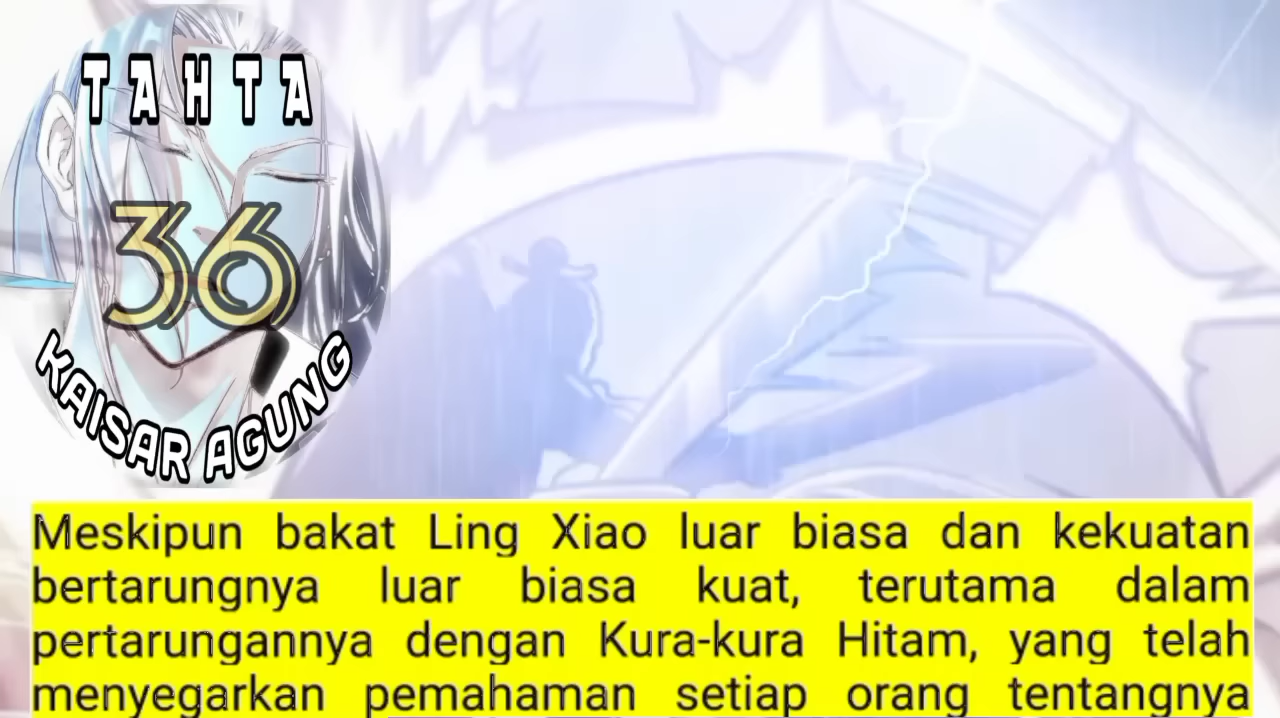 TAHTA
36
KAISAR AGUNG
Meskipun bakat Ling Xiao luar biasa dan kekuatan
bertarungnya luar biasa kuat, terutama dalam
pertarungannya dengan Kura-kura Hitam, yang telah
menyegarkan pemahaman setiap orang tentangnya